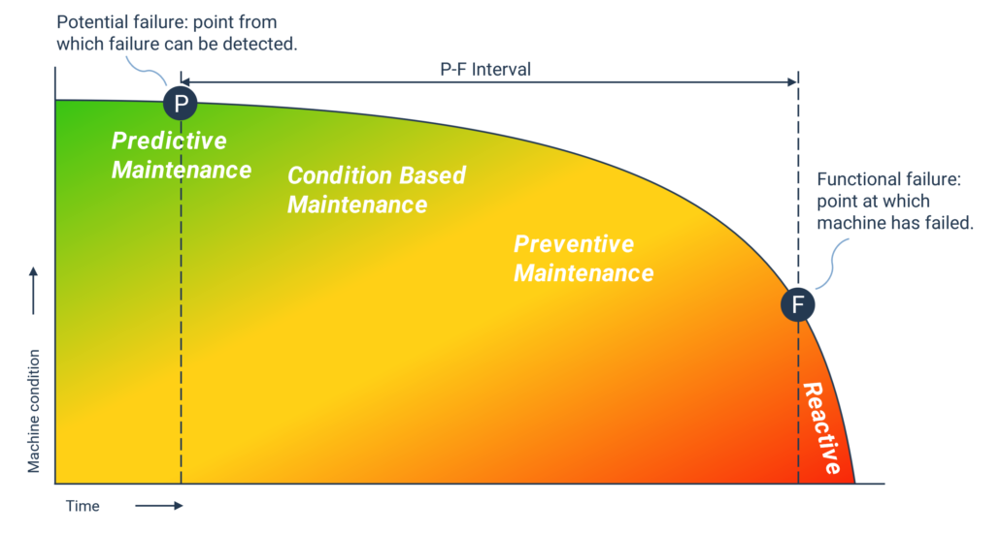 Potential failure: point from
which failure can be detected.
P-F Interval
P
Predictive
Maintenance
Condition Based
Maintenance
Functional failure:
point at which
machine has failed.
Preventive
Maintenance
F
Reactive
Machine condition
Time